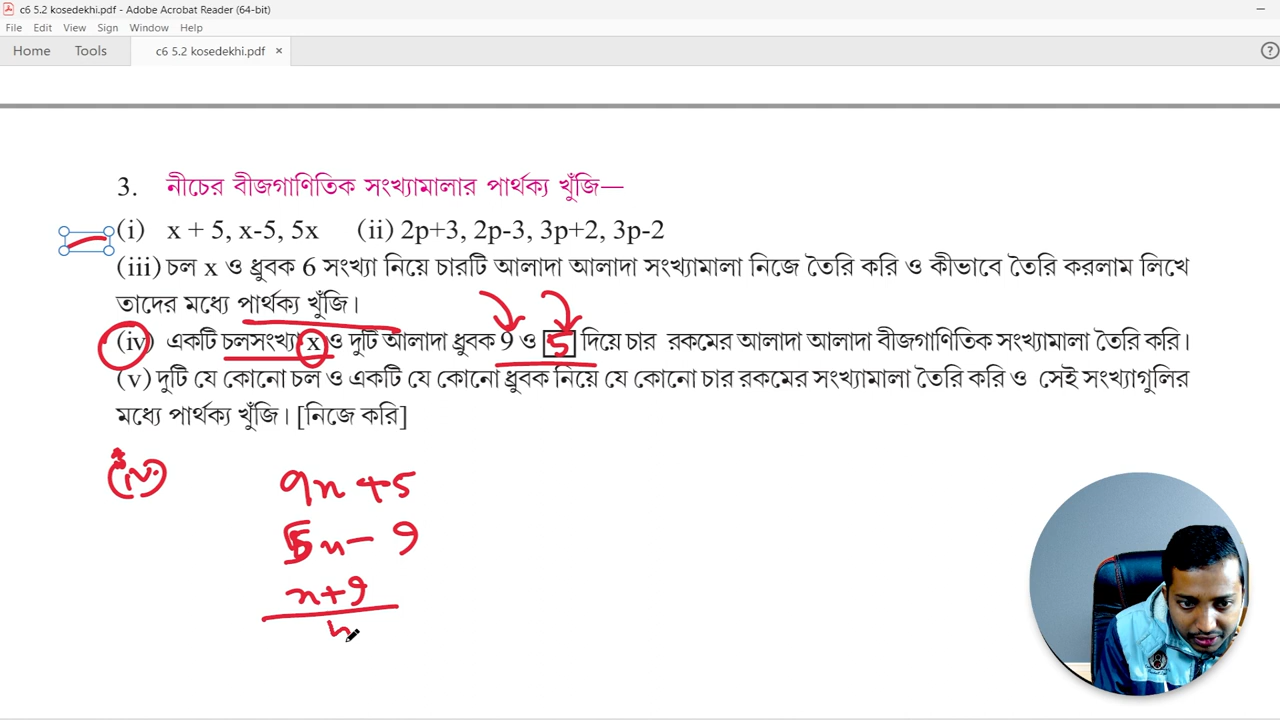 c6 5.2 kosedekhi.pdf - Adobe Acrobat Reader (64-bit)
File Edit View Sign Window Help
Home Tools c6 5.2 kosedekhi.pdf ×
3. নীচের বীজগাণিতিক সংখ্যামালার পার্থক্য খুঁজি—
(i) x + 5, x-5, 5x (ii) 2p+3, 2p-3, 3p+2, 3p-2
(iii) চল x ও ধ্রুবক 6 সংখ্যা নিয়ে চারটি আলাদা আলাদা সংখ্যামালা নিজে তৈরি করি ও কীভাবে তৈরি করলাম লিখে
তাদের মধ্যে পার্থক্য খুঁজি।
(iv) একটি চলসংখ্যা x ও দুটি আলাদা ধ্রুবক 9 ও 5 দিয়ে চার রকমের আলাদা আলাদা বীজগাণিতিক সংখ্যামালা তৈরি করি।
(v) দুটি যে কোনো চল ও একটি যে কোনো ধ্রুবক নিয়ে যে কোনো চার রকমের সংখ্যামালা তৈরি করি ও সেই সংখ্যাগুলির
মধ্যে পার্থক্য খুঁজি। [নিজে করি]
(iv)
9x + 5
5x - 9
x + 9
5